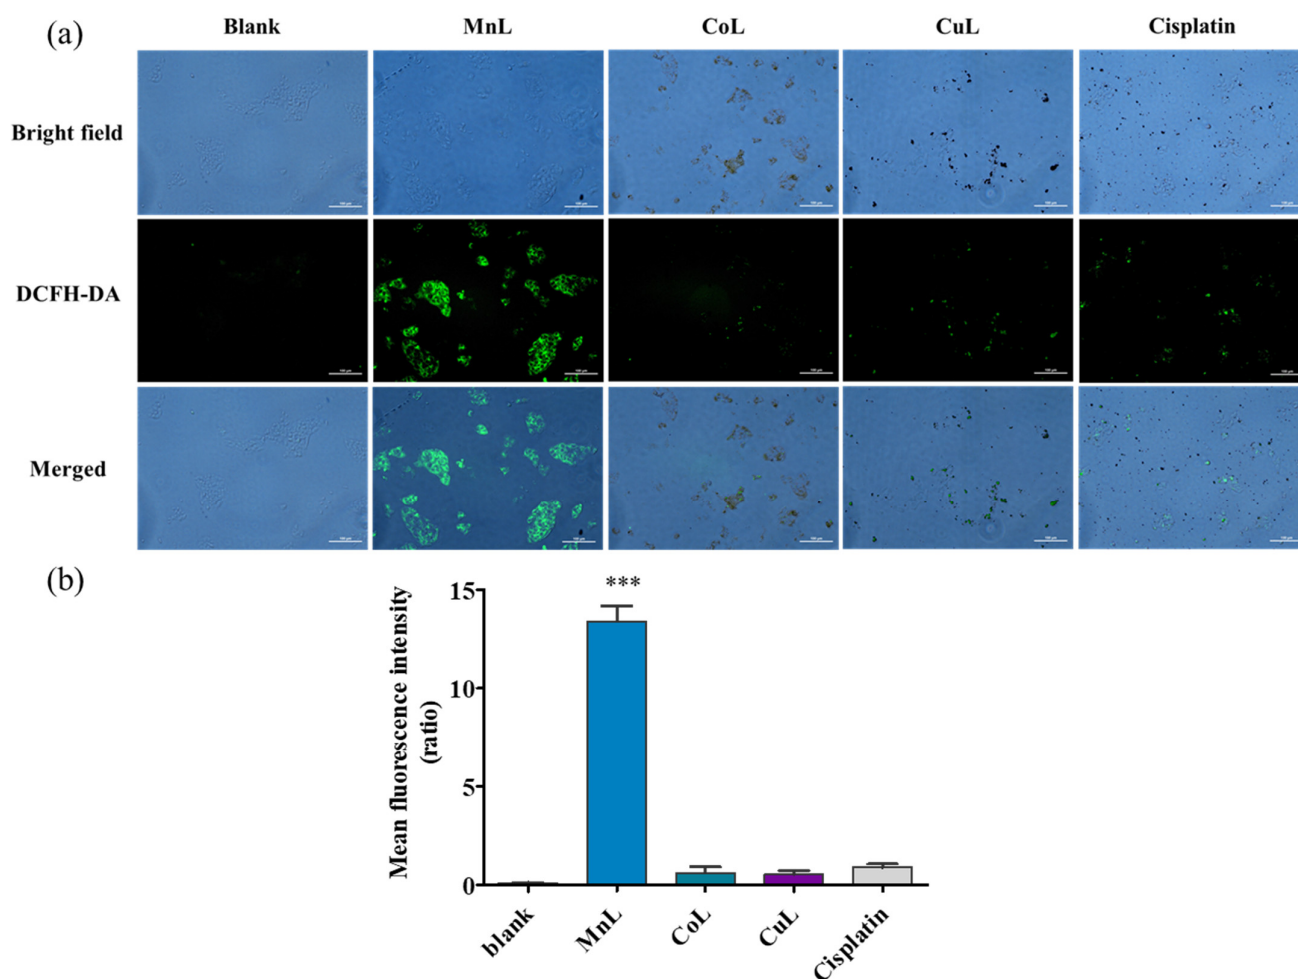 (a)
Blank MnL CoL CuL Cisplatin
Bright field
DCFH-DA
Merged
(b)
Mean fluorescence intensity
(ratio)
15
10
5
0
***
blank MnL CoL CuL Cisplatin